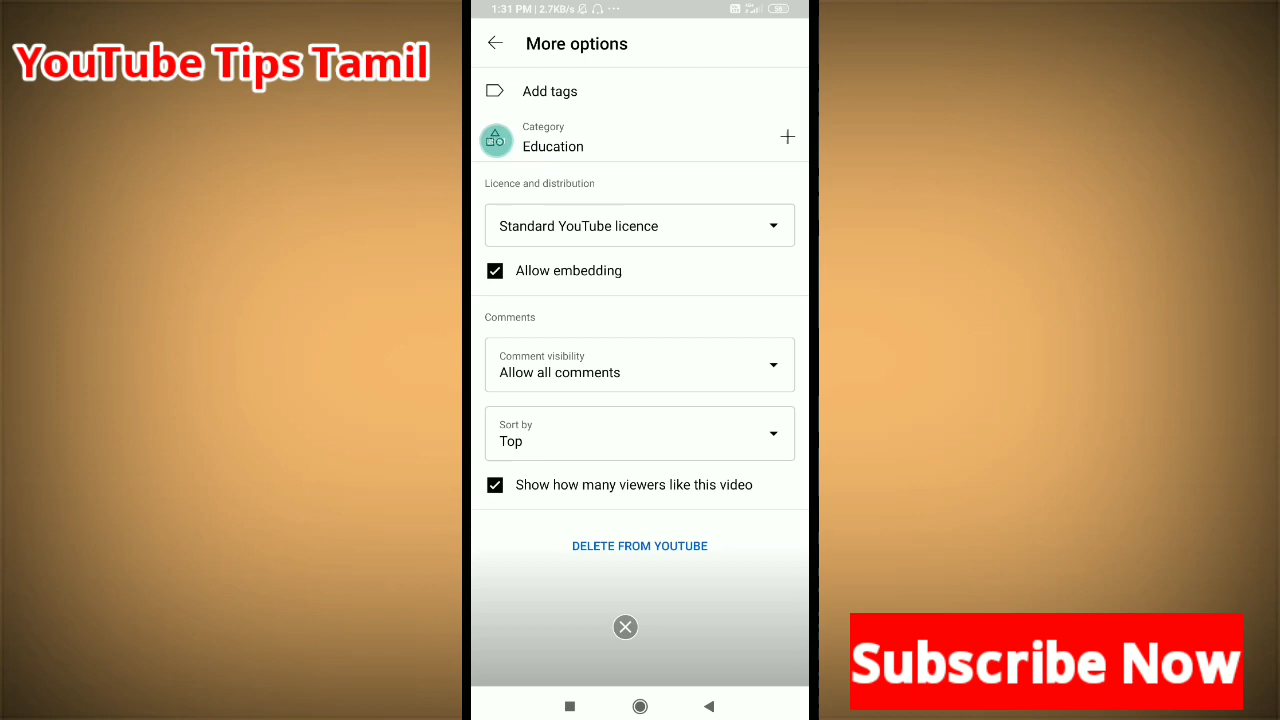 YouTube Tips Tamil
1:31 PM | 2.7KB/s
56
More options
Add tags
Category
Education
Licence and distribution
Standard YouTube licence
Allow embedding
Comments
Comment visibility
Allow all comments
Sort by
Top
Show how many viewers like this video
DELETE FROM YOUTUBE
Subscribe Now